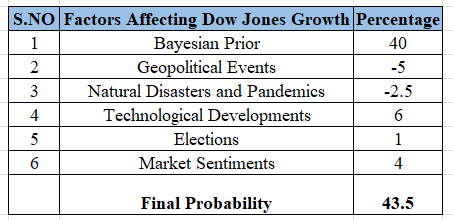 S.NO Factors Affecting Dow Jones Growth Percentage
1 Bayesian Prior 40
2 Geopolitical Events -5
3 Natural Disasters and Pandemics -2.5
4 Technological Developments 6
5 Elections 1
6 Market Sentiments 4
Final Probability 43.5